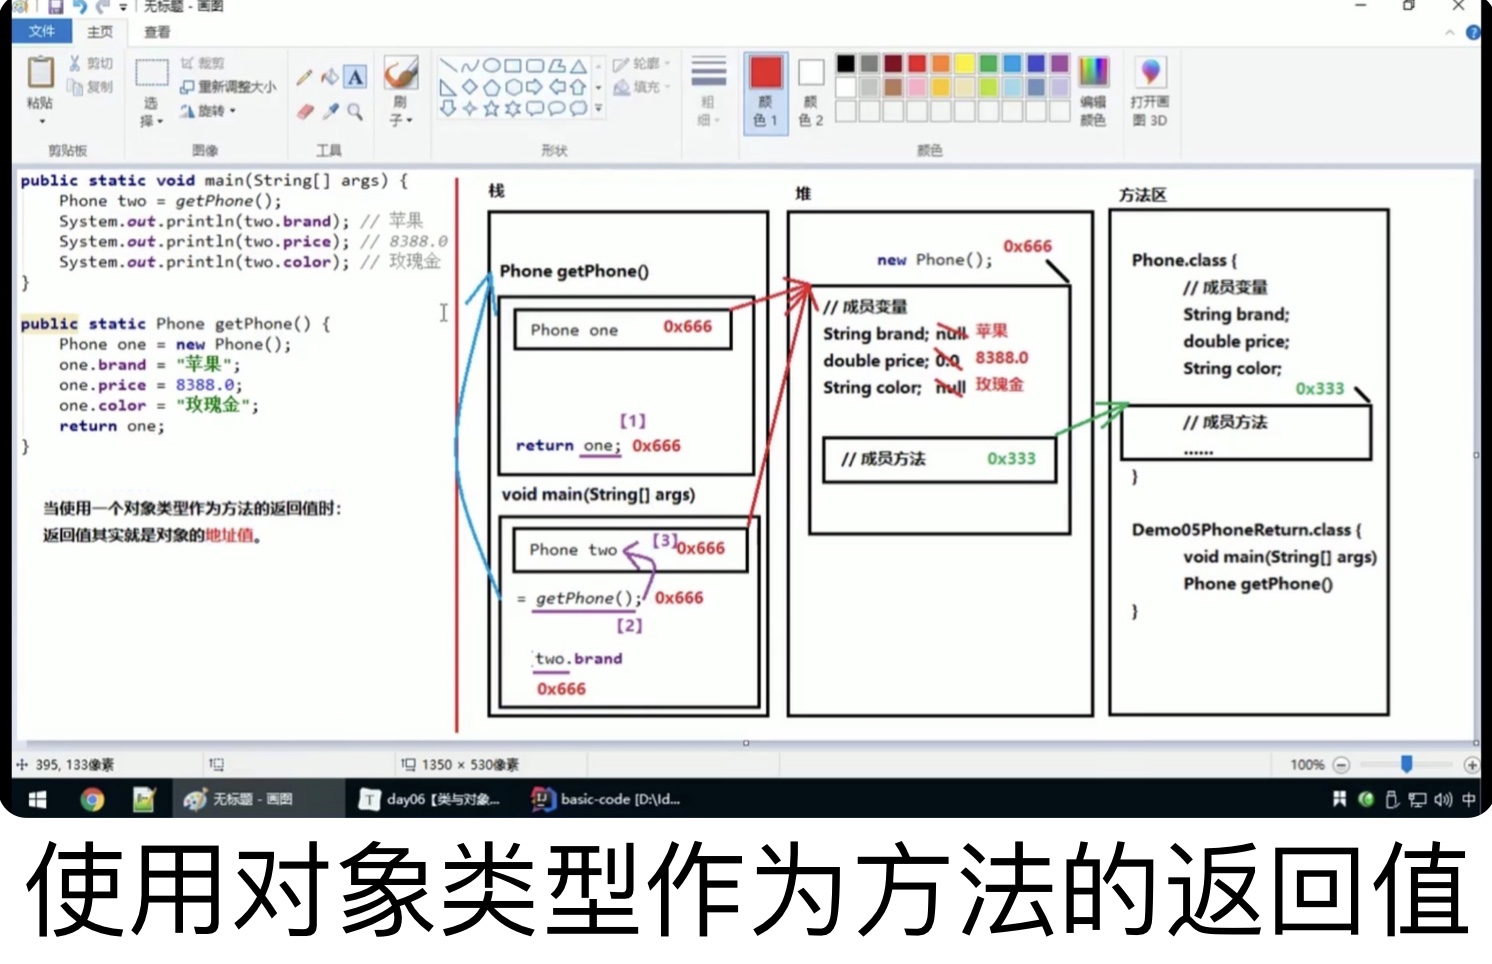 无标题 - 画图
文件 主页 查看
粘贴
剪切
复制
剪贴板
选择
裁剪
重新调整大小
旋转
图像
A
工具
刷子
轮廓
填充
形状
粗细
颜色 1
颜色 2
颜色
编辑颜色
打开画图 3D
public static void main(String[] args) {
Phone two = getPhone();
System.out.println(two.brand); // 苹果
System.out.println(two.price); // 8388.0
System.out.println(two.color); // 玫瑰金
}
public static Phone getPhone() {
Phone one = new Phone();
one.brand = "苹果";
one.price = 8388.0;
one.color = "玫瑰金";
return one;
}
当使用一个对象类型作为方法的返回值时:
返回值其实就是对象的地址值。
栈
Phone getPhone()
Phone one 0x666
[1]
return one; 0x666
void main(String[] args)
Phone two [3]0x666
= getPhone(); 0x666
[2]
two.brand
0x666
堆
new Phone(); 0x666
// 成员变量
String brand; null 苹果
double price; 0.0 8388.0
String color; null 玫瑰金
// 成员方法 0x333
方法区
Phone.class {
// 成员变量
String brand;
double price;
String color;
0x333
// 成员方法
......
}
Demo05PhoneReturn.class {
void main(String[] args)
Phone getPhone()
}
395, 133像素 1350 × 530像素 100%
无标题 - 画图 T day06【类与对象... IJ basic-code [D:\Id... 中
使用对象类型作为方法的返回值